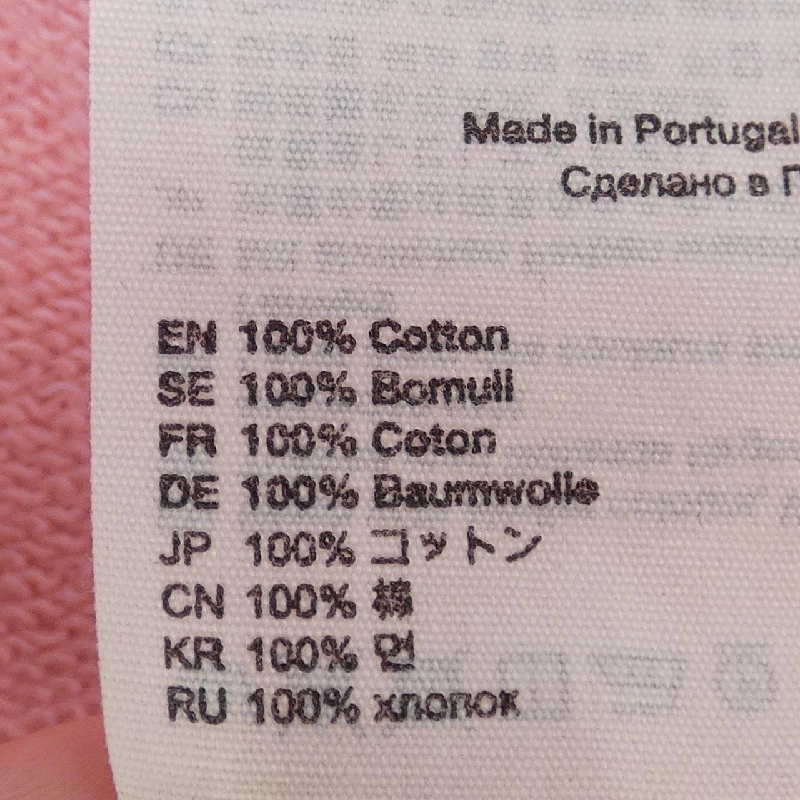 Made in Portugal
Сделано в П
EN 100% Cotton
SE 100% Bomull
FR 100% Coton
DE 100% Baumwolle
JP 100% コットン
CN 100% 棉
KR 100% 면
RU 100% хлопок